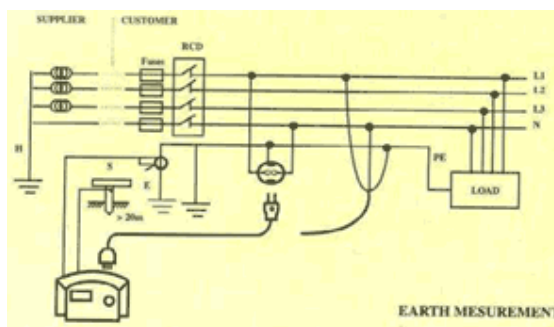 SUPPLIER CUSTOMER
RCD
Fuses
L1
L2
L3
N
H
S
E
PE
LOAD
> 20m
EARTH MESUREMENT